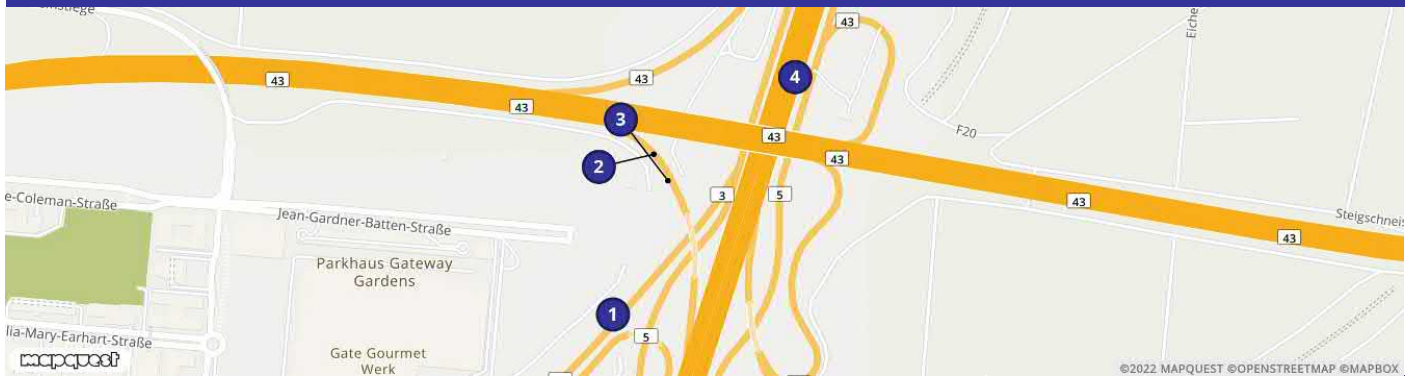 43
43
43
43
43
43
43
43
4
3
2
1
3
5
5
F20
Steigschneis
e-Coleman-Straße
Jean-Gardner-Batten-Straße
Parkhaus Gateway
Gardens
lia-Mary-Earhart-Straße
Gate Gourmet
Werk
mapquest
©2022 MAPQUEST ©OPENSTREETMAP ©MAPBOX
Eiche